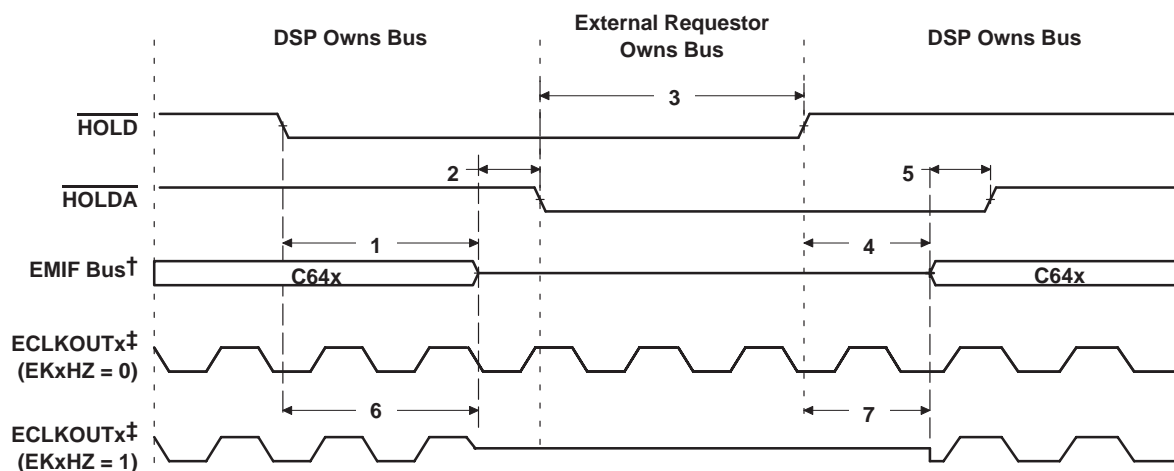 External Requestor
DSP Owns Bus
Owns Bus
DSP Owns Bus
3
HOLD
2
5
HOLDA
1
4
EMIF Bus†
C64x
C64x
ECLKOUTx‡
(EKxHZ = 0)
6
7
ECLKOUTx‡
(EKxHZ = 1)